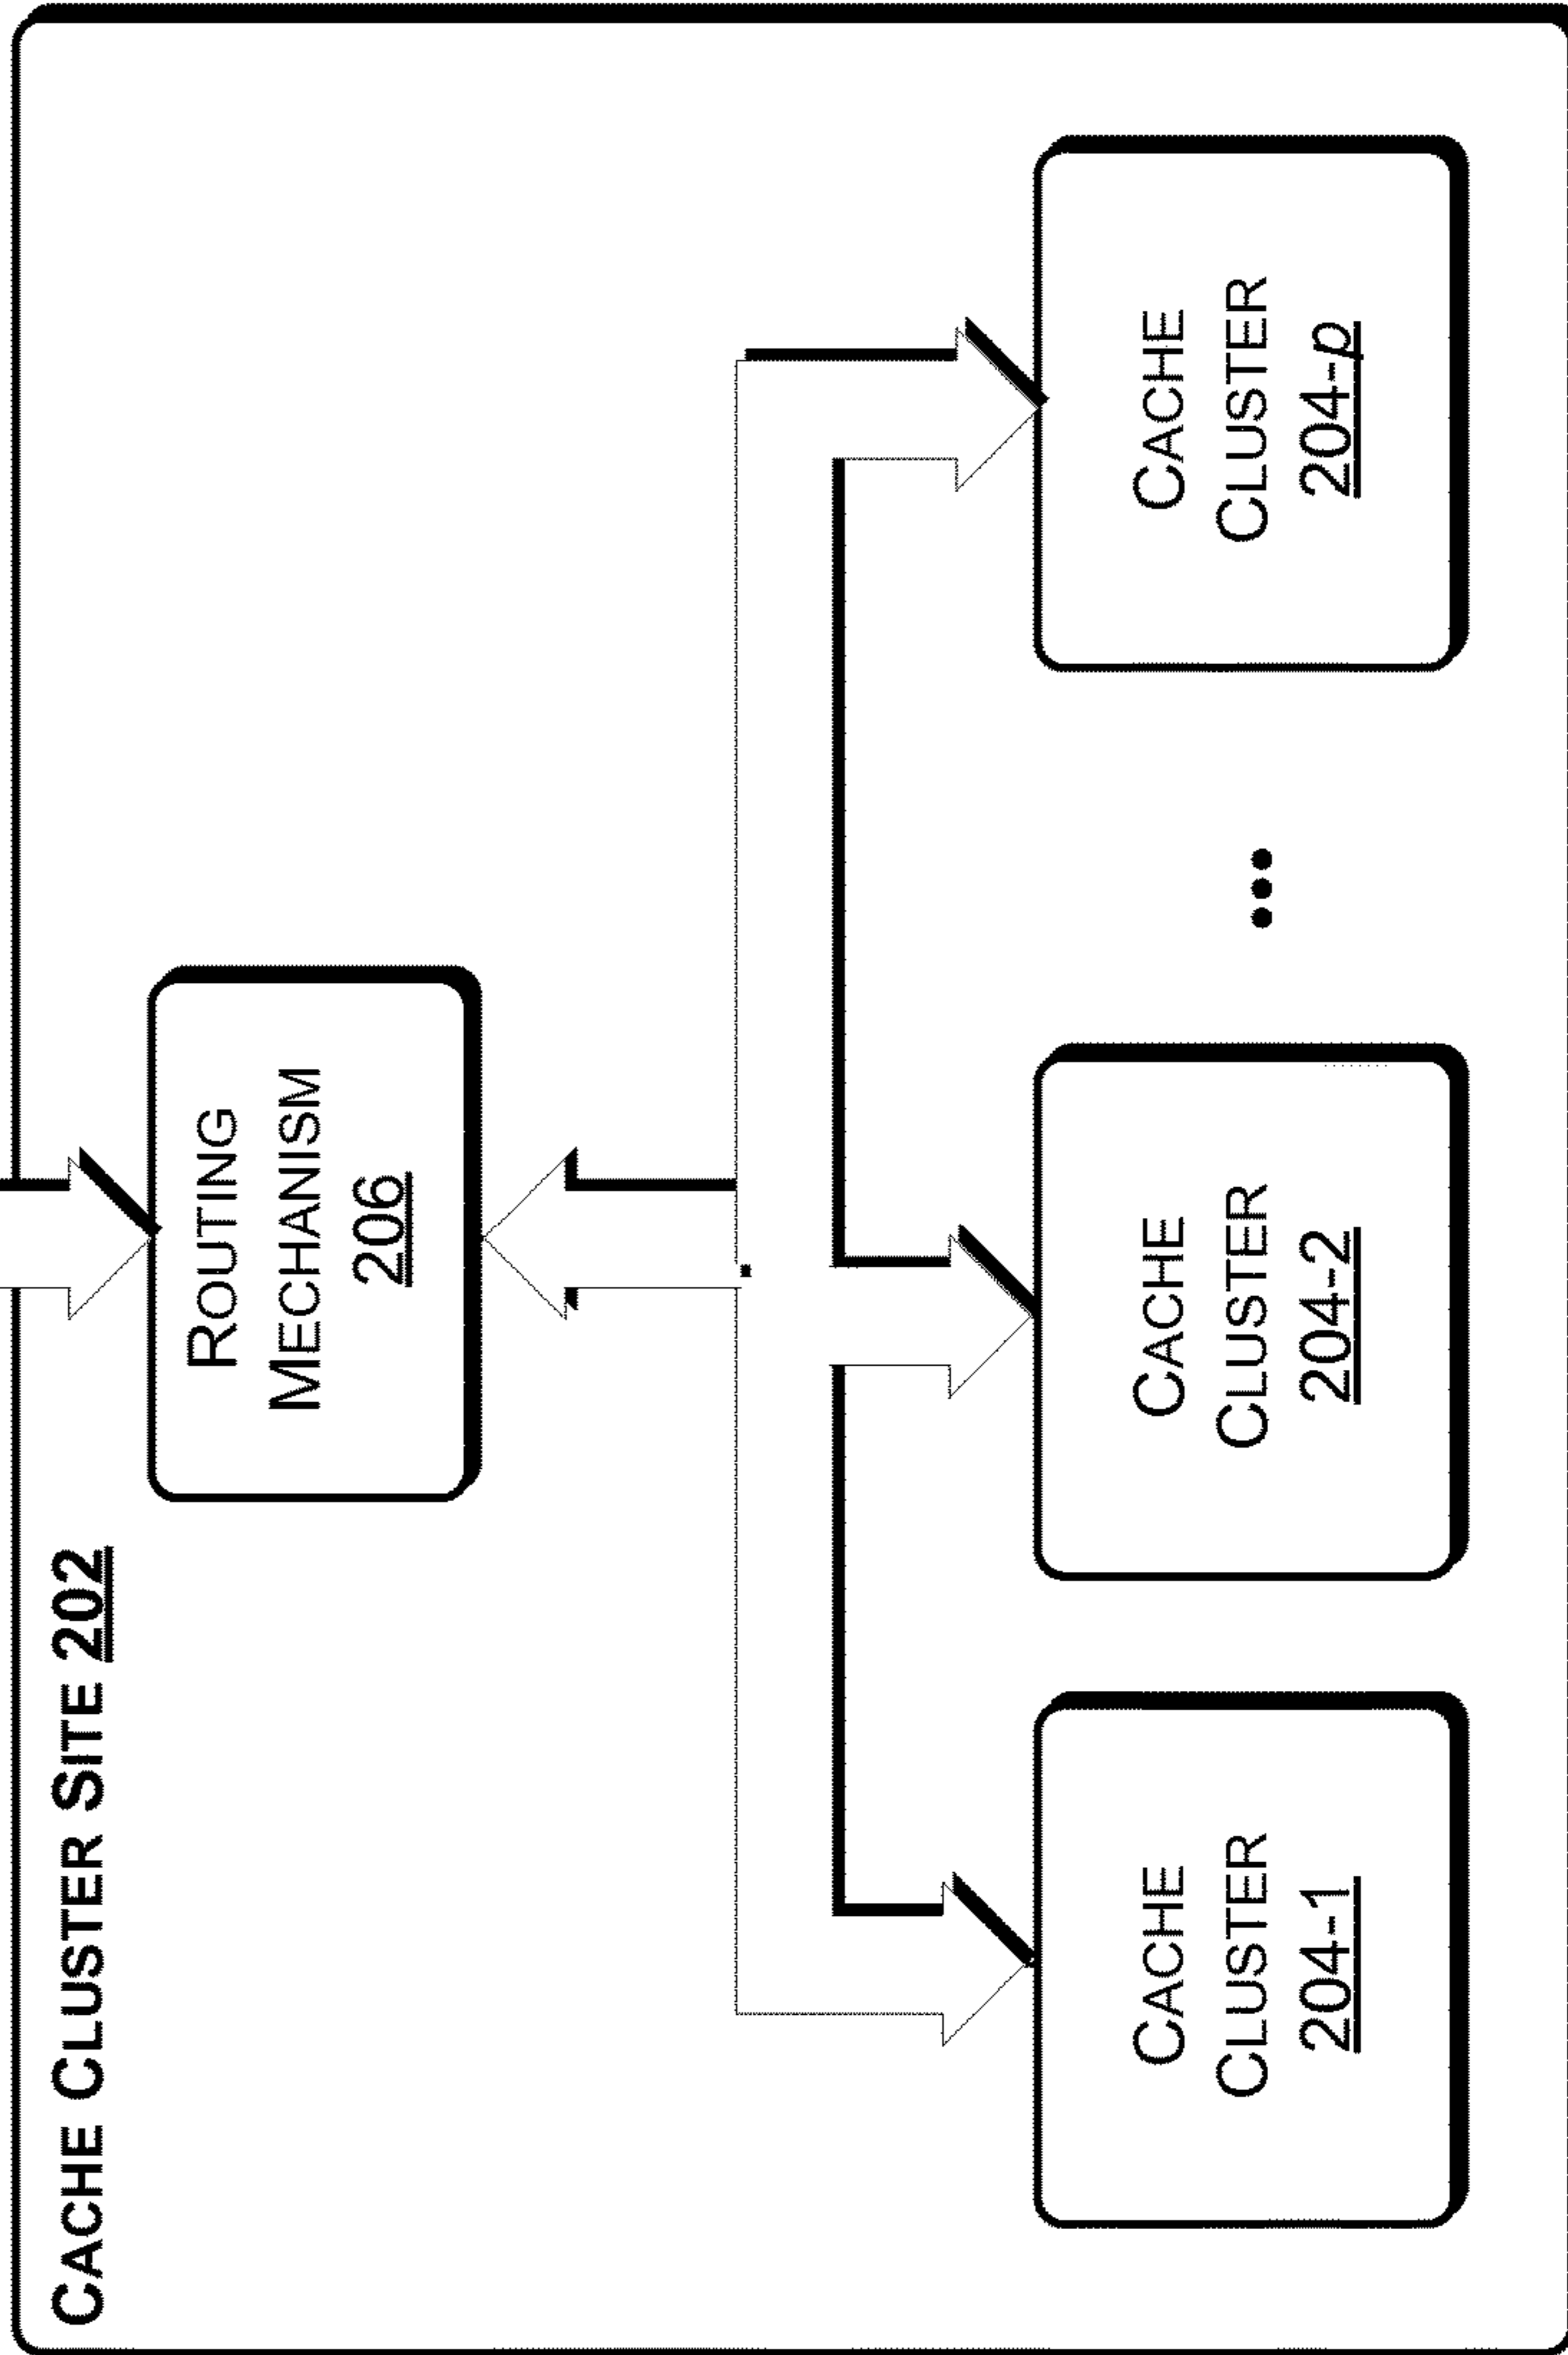 CACHE CLUSTER SITE 202
ROUTING
MECHANISM
206
CACHE
CLUSTER
204-1
CACHE
CLUSTER
204-2
•••
CACHE
CLUSTER
204-p